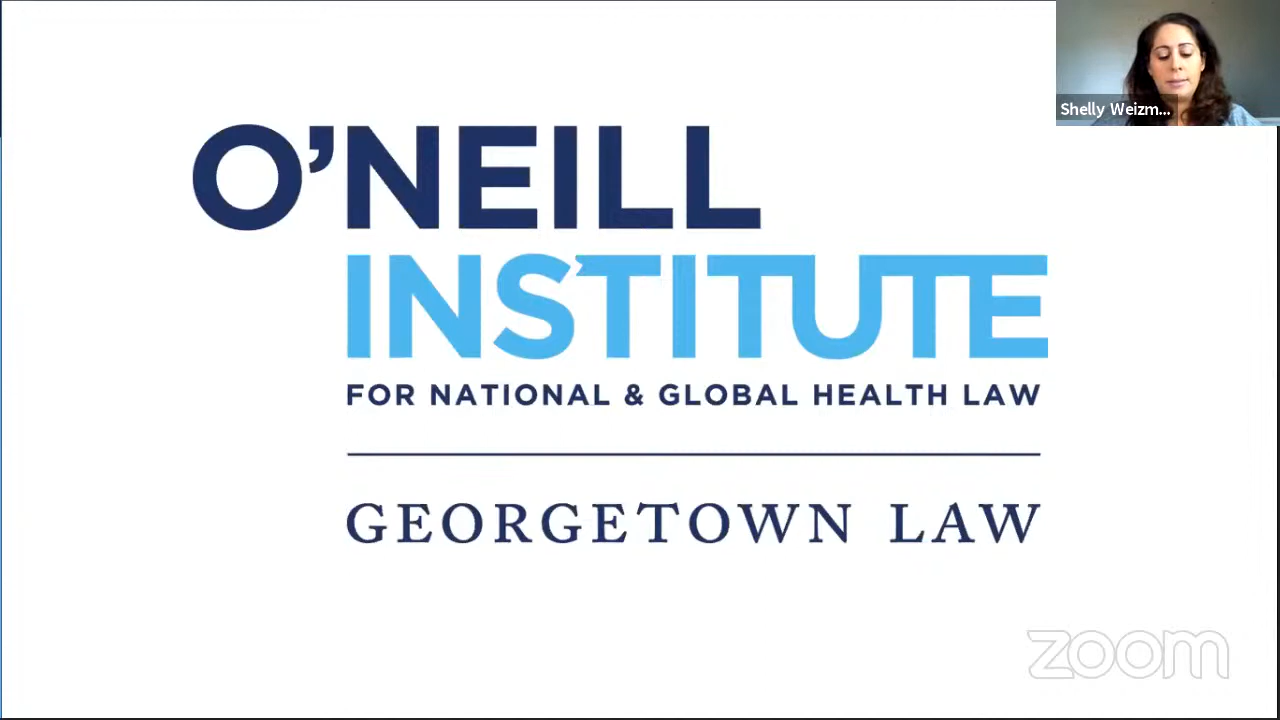 Shelly Weizm...
O’NEILL
INSTITUTE
FOR NATIONAL & GLOBAL HEALTH LAW
GEORGETOWN LAW
zoom